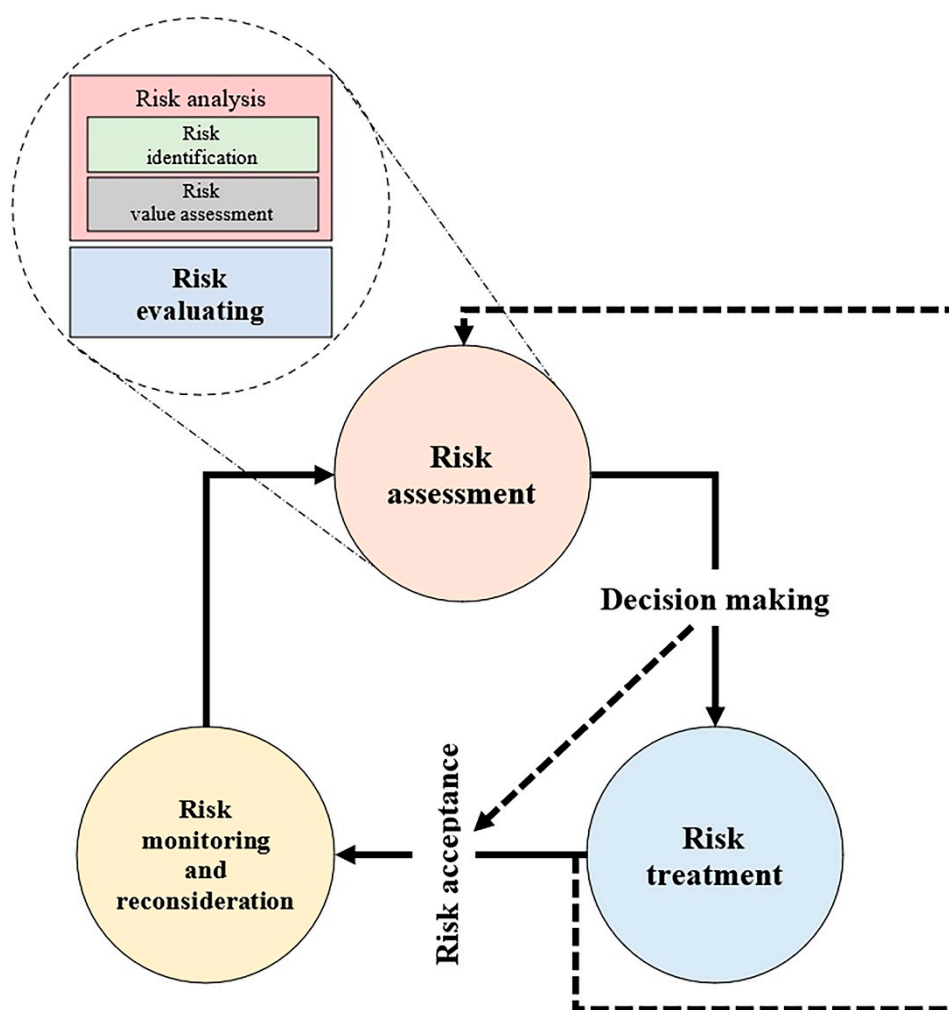 Risk analysis
Risk
identification
Risk
value assessment
Risk
evaluating
Risk
assessment
Decision making
Risk acceptance
Risk
treatment
Risk
monitoring
and
reconsideration